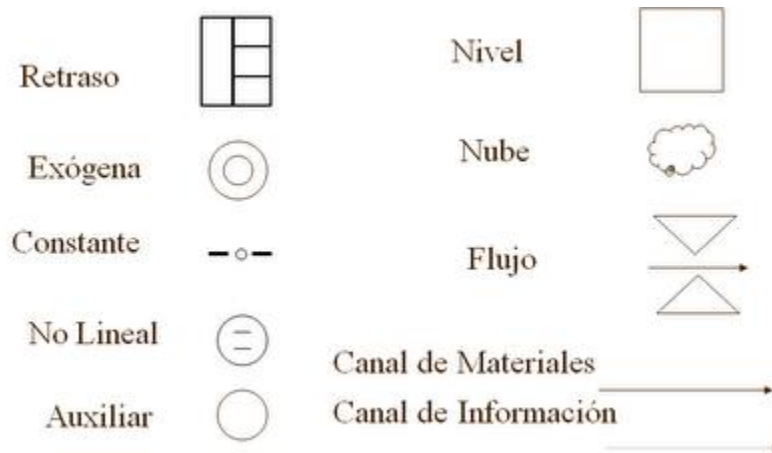 Retraso
Exógena
Constante
No Lineal
Auxiliar
Nivel
Nube
Flujo
Canal de Materiales
Canal de Información